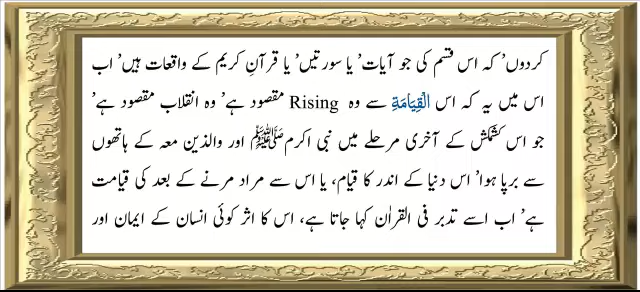 کردوں’ کہ اس قسم کی جو آیات’ یا سورتیں’ یا قرآنِ کریم کے واقعات ہیں’ اب
اس میں یہ کہ اس الْقِيَامَةِ سے وہ Rising مقصود ہے’ وہ انقلاب مقصود ہے’
جو اس کشمکش کے آخری مرحلے میں نبی اکرمﷺ اور والذین معہ کے ہاتھوں
سے برپا ہوا’ اس دنیا کے اندر کا قیام، یا اس سے مراد مرنے کے بعد کی قیامت
ہے’ اب اسے تدبر فی القراٰن کہا جاتا ہے، اس کا اثر کوئی انسان کے ایمان اور